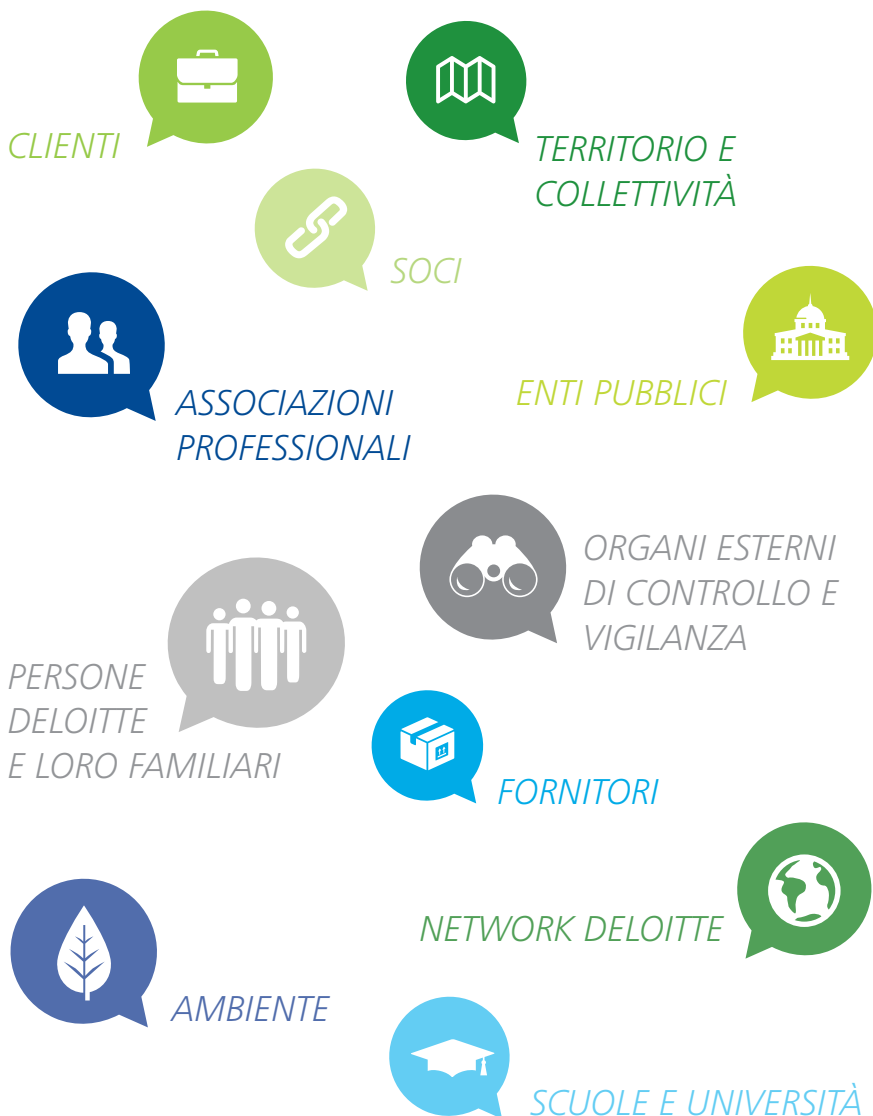 CLIENTI
TERRITORIO E
COLLETTIVITÀ
SOCI
ASSOCIAZIONI
PROFESSIONALI
ENTI PUBBLICI
ORGANI ESTERNI
DI CONTROLLO E
VIGILANZA
PERSONE
DELOITTE
E LORO FAMILIARI
FORNITORI
NETWORK DELOITTE
AMBIENTE
SCUOLE E UNIVERSITÀ